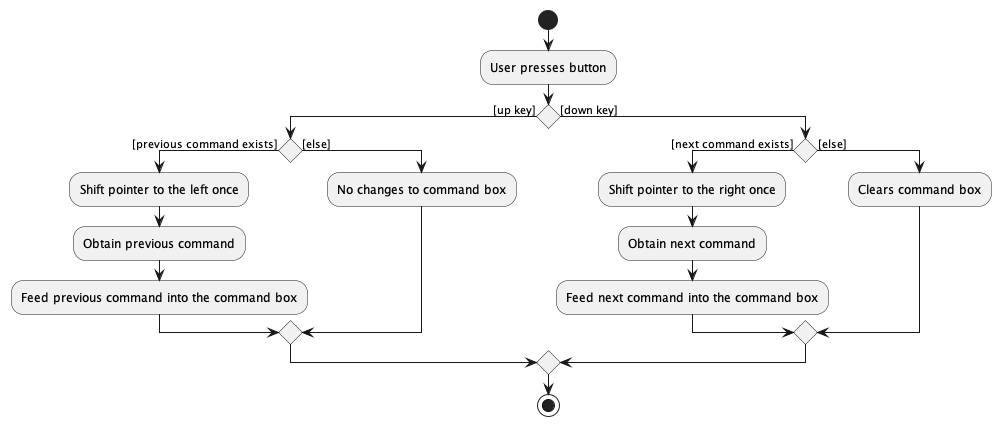 User presses button
[up key]
[down key]
[previous command exists]
[else]
[next command exists]
[else]
Shift pointer to the left once
No changes to command box
Shift pointer to the right once
Clears command box
Obtain previous command
Obtain next command
Feed previous command into the command box
Feed next command into the command box